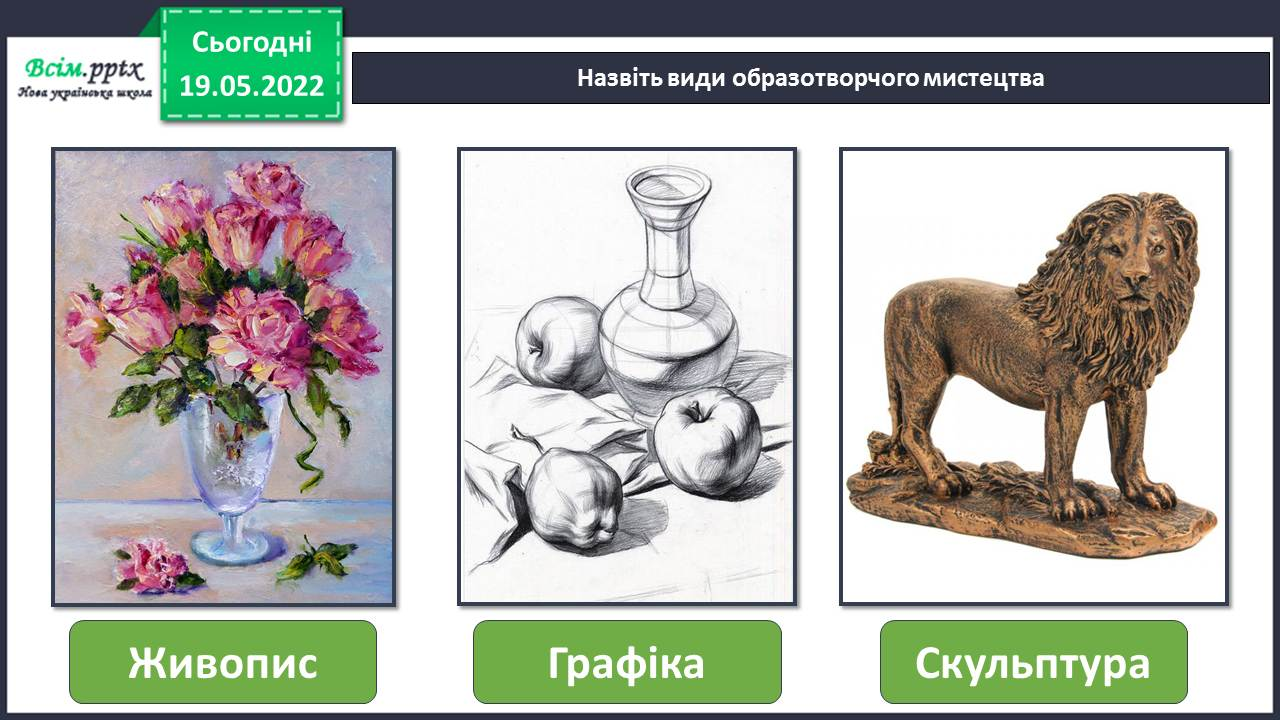 Всім.pptx
Нова українська школа
Сьогодні
19.05.2022
Назвіть види образотворчого мистецтва
Живопис
Графіка
Скульптура